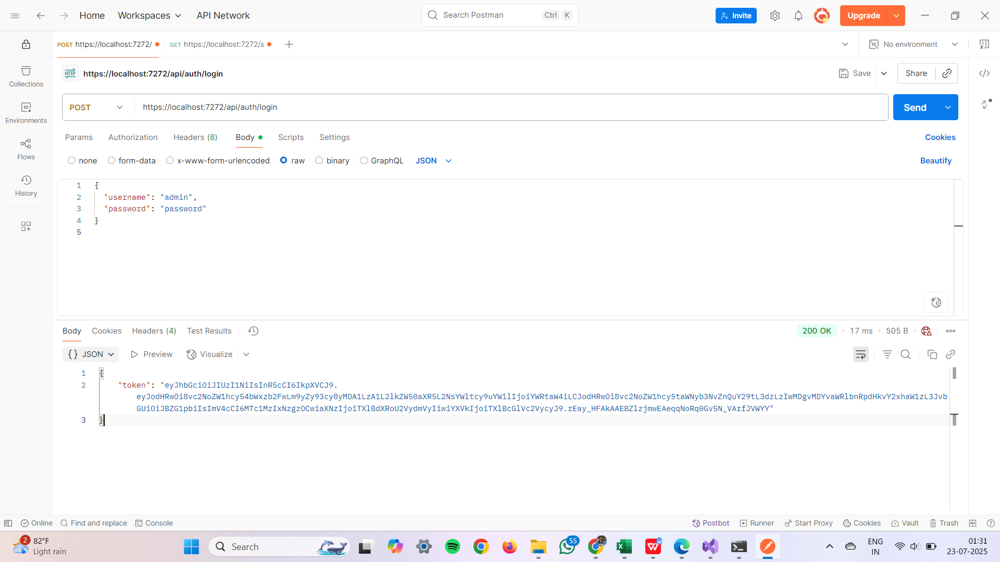 Home Workspaces API Network Search Postman Ctrl K Invite Upgrade
POST https://localhost:7272/ GET https://localhost:7272/a No environment
HTTP https://localhost:7272/api/auth/login Save Share
Collections
POST https://localhost:7272/api/auth/login Send
Environments
Params Authorization Headers (8) Body Scripts Settings Cookies
Flows
none form-data x-www-form-urlencoded raw binary GraphQL JSON Beautify
History
1 {
2 "username": "admin",
3 "password": "password"
4 }
5
Body Cookies Headers (4) Test Results 200 OK 17 ms 505 B
{} JSON Preview Visualize
1 {
2 "token": "eyJhbGciOiJIUzI1NiIsInR5cCI6IkpXVCJ9.
eyJodHRwOi8vc2NoZW1hcy54bWxzb2FwLm9yZy93cy8yMDA1LzA1L2lkZW50aXR5L2NsYWltcy9uYW1lIjoiYWRtaW4iLCJodHRwOi8vc2NoZW1hcy5taWNyb3NvZnQuY29tL3dzLzIwMDgvMDYvaWRlbnRpdHkvY2xhaW1zL3JvbGUiOiJBZG1pbiIsImV4cCI6MTc1MzIxNzgzOCwiaXNzIjoiTXlBdXRoU2VydmVyIiwiYXVkIjoiTXlBcGlVc2VycyJ9.rEay_HFAkAAEBZlzjmwEAeqqNoRq0Gv5N_VArfJVWYY"
3 }
Online Find and replace Console Postbot Runner Start Proxy Cookies Vault Trash
2 82°F
Light rain
Search
55
ENG
IN
01:31
23-07-2025